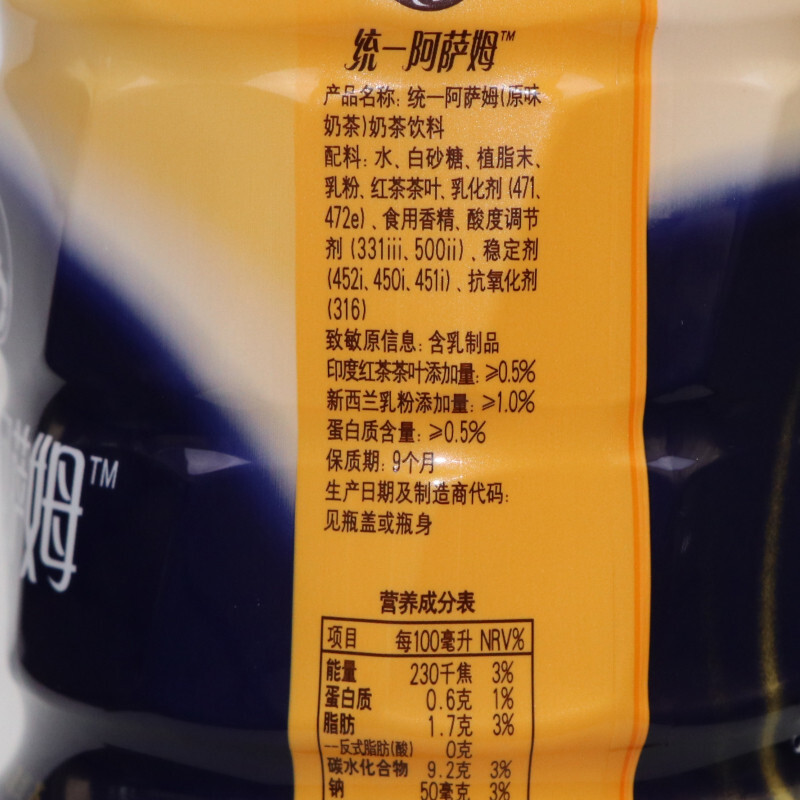 统一阿萨姆™
产品名称: 统一阿萨姆(原味
奶茶)奶茶饮料
配料: 水、白砂糖、植脂末、
乳粉、红茶茶叶、乳化剂 (471、
472e) 、食用香精、酸度调节
剂 (331iii、500ii) 、稳定剂
(452i、450i、451i) 、抗氧化剂
(316)
致敏原信息: 含乳制品
印度红茶茶叶添加量: ≥0.5%
新西兰乳粉添加量: ≥1.0%
蛋白质含量: ≥0.5%
保质期: 9个月
生产日期及制造商代码:
见瓶盖或瓶身
萨姆™
营养成分表
项目 每100毫升 NRV%
能量 230千焦 3%
蛋白质 0.6克 1%
脂肪 1.7克 3%
--反式脂肪(酸) 0克
碳水化合物 9.2克 3%
钠 50毫克 3%